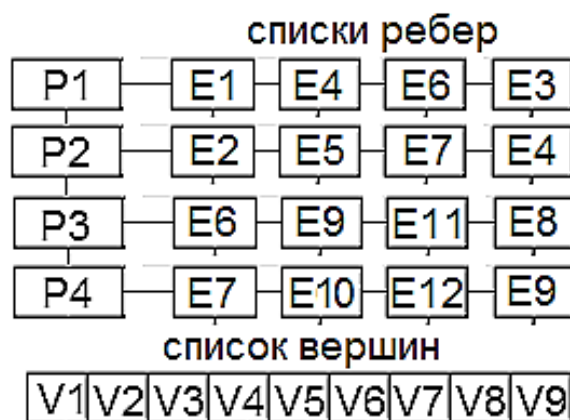 списки ребер
P1 E1 E4 E6 E3
P2 E2 E5 E7 E4
P3 E6 E9 E11 E8
P4 E7 E10 E12 E9
список вершин
V1 V2 V3 V4 V5 V6 V7 V8 V9